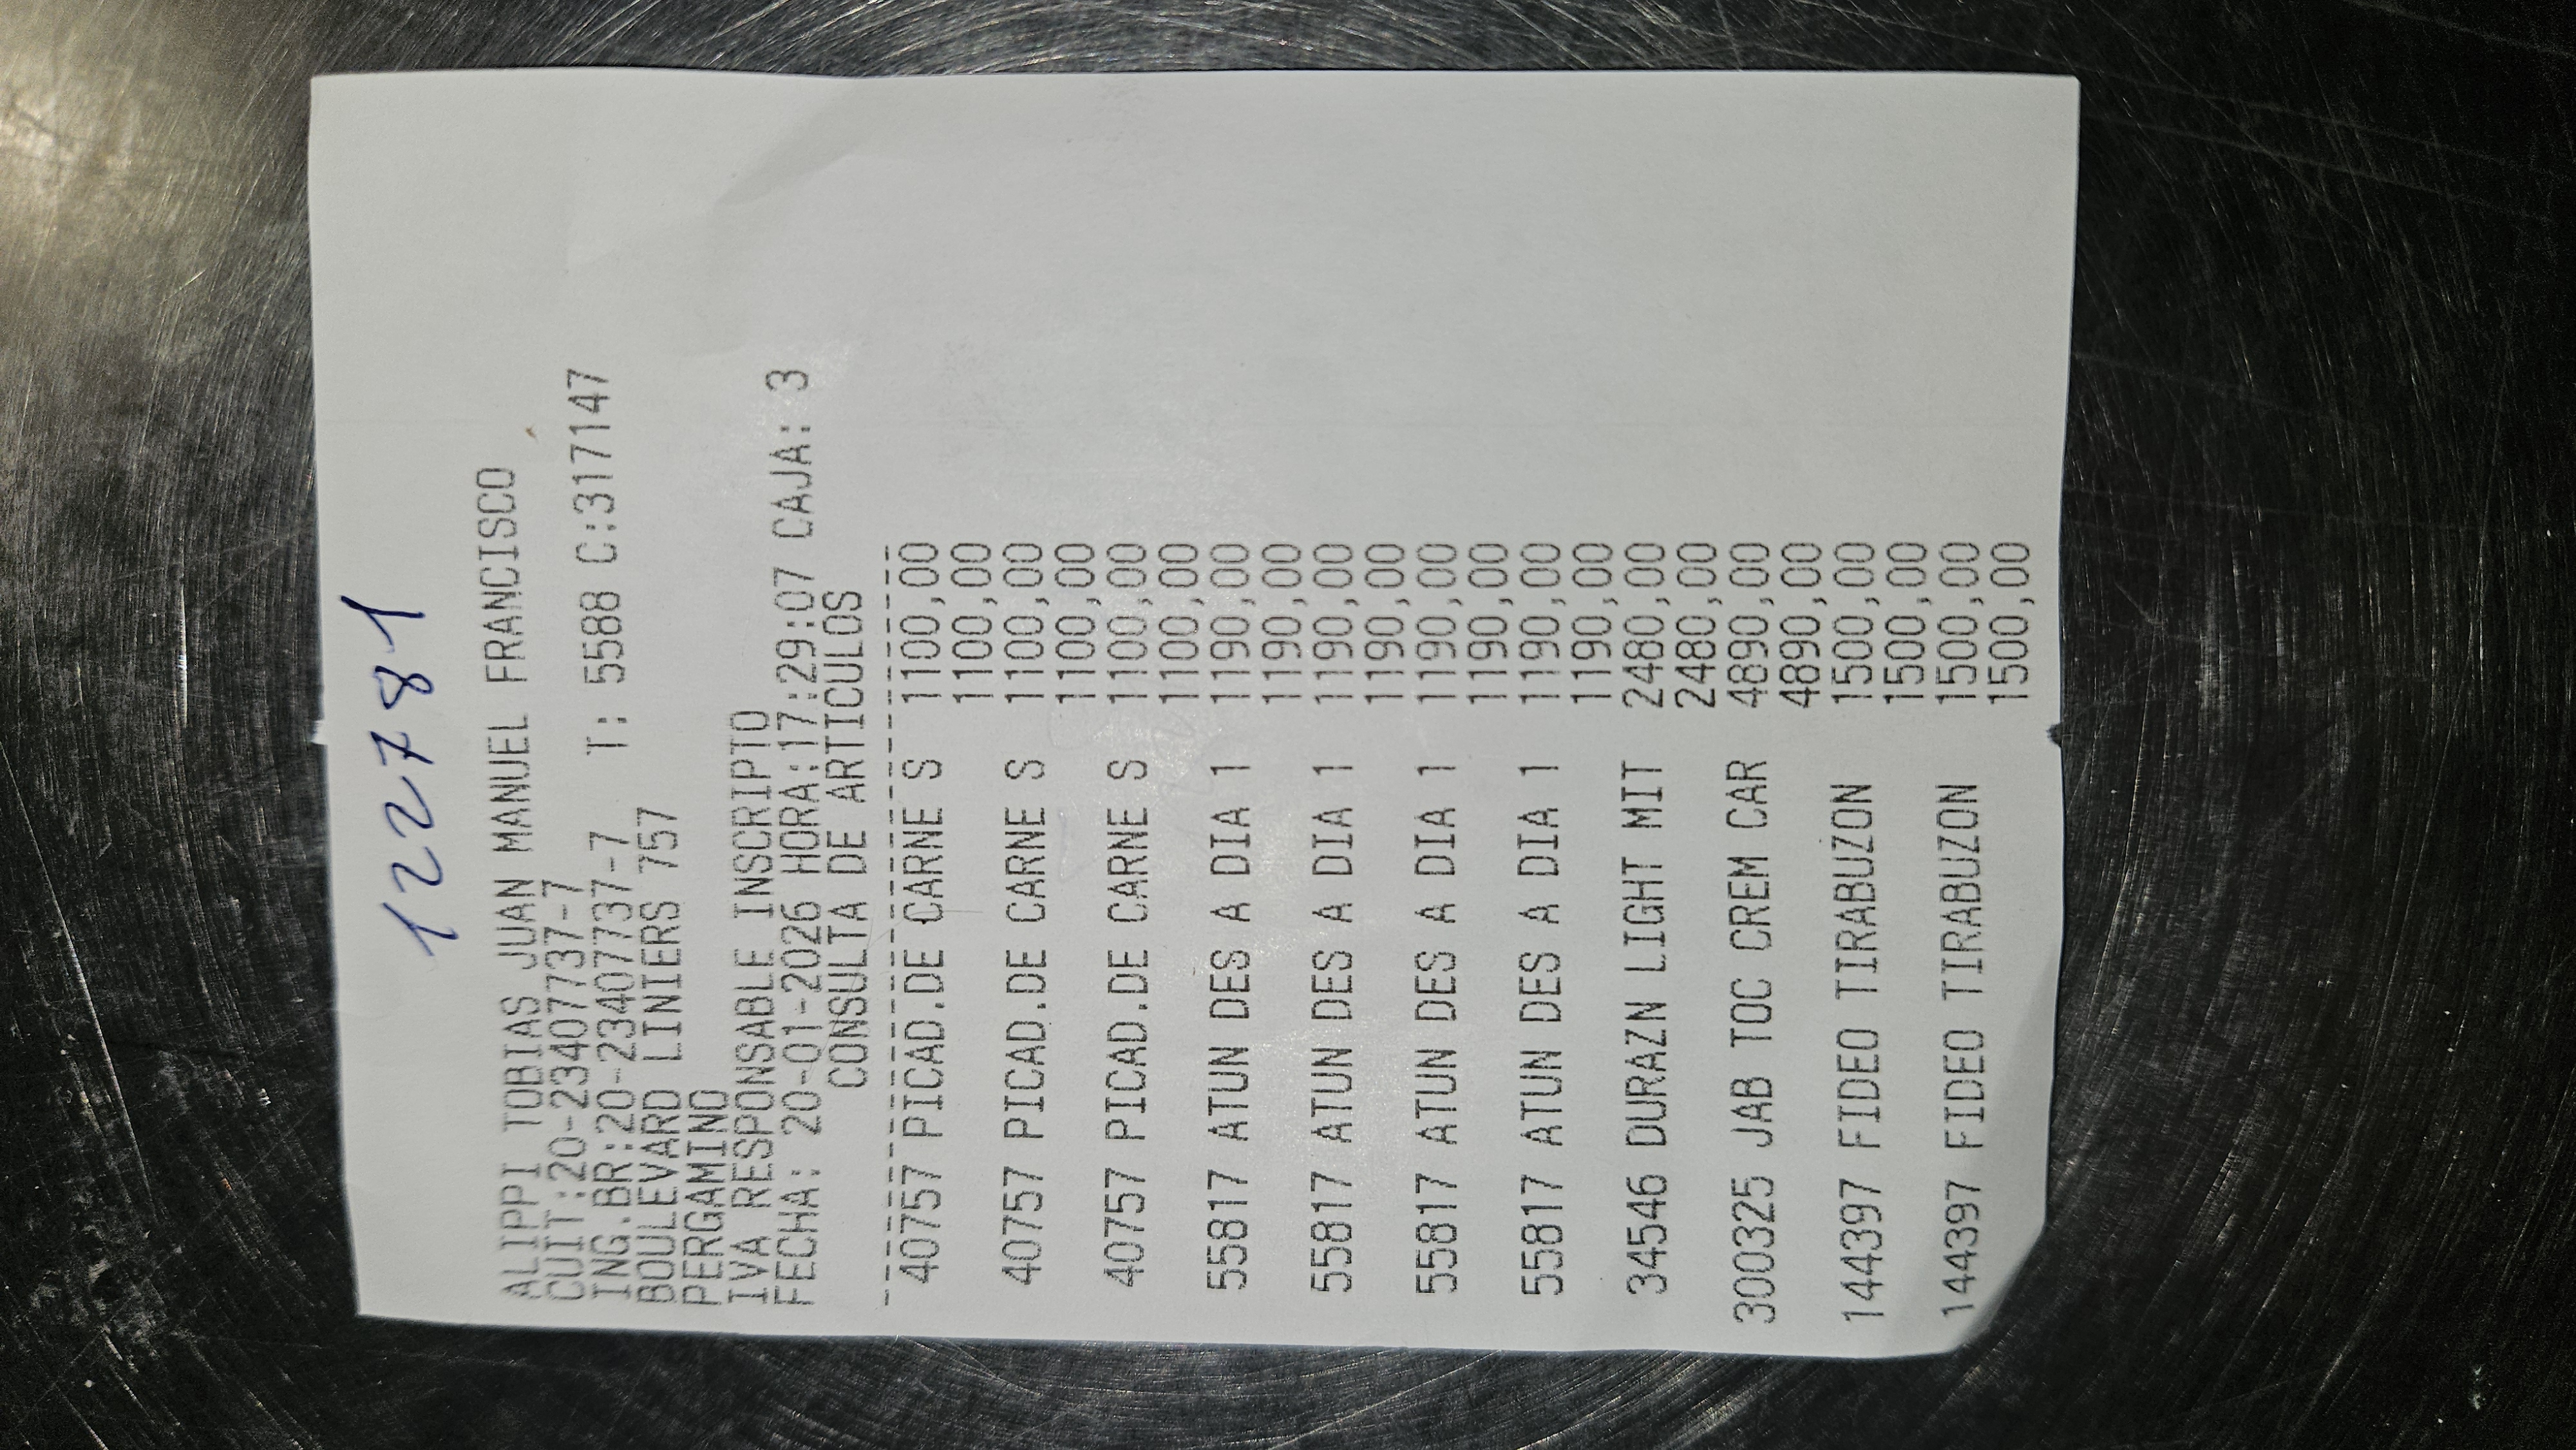 122781
ALIPPI TOBIAS JUAN MANUEL FRANCISCO
CUIT:20-23407737-7
ING.BR:20-23407737-7 T: 5588 C:317147
BOULEVARD LINIERS 757
PERGAMINO
IVA RESPONSABLE INSCRIPTO
FECHA: 20-01-2026 HORA:17:29:07 CAJA: 3
CONSULTA DE ARTICULOS
--------------------------------
40757 PICAD.DE CARNE S 1100,00
1100,00
40757 PICAD.DE CARNE S 1100,00
1100,00
40757 PICAD.DE CARNE S 1100,00
1100,00
55817 ATUN DES A DIA 1 1190,00
1190,00
55817 ATUN DES A DIA 1 1190,00
1190,00
55817 ATUN DES A DIA 1 1190,00
1190,00
55817 ATUN DES A DIA 1 1190,00
1190,00
34546 DURAZN LIGHT MIT 2480,00
2480,00
300325 JAB TOC CREM CAR 4890,00
4890,00
144397 FIDEO TIRABUZON 1500,00
1500,00
144397 FIDEO TIRABUZON 1500,00
1500,00